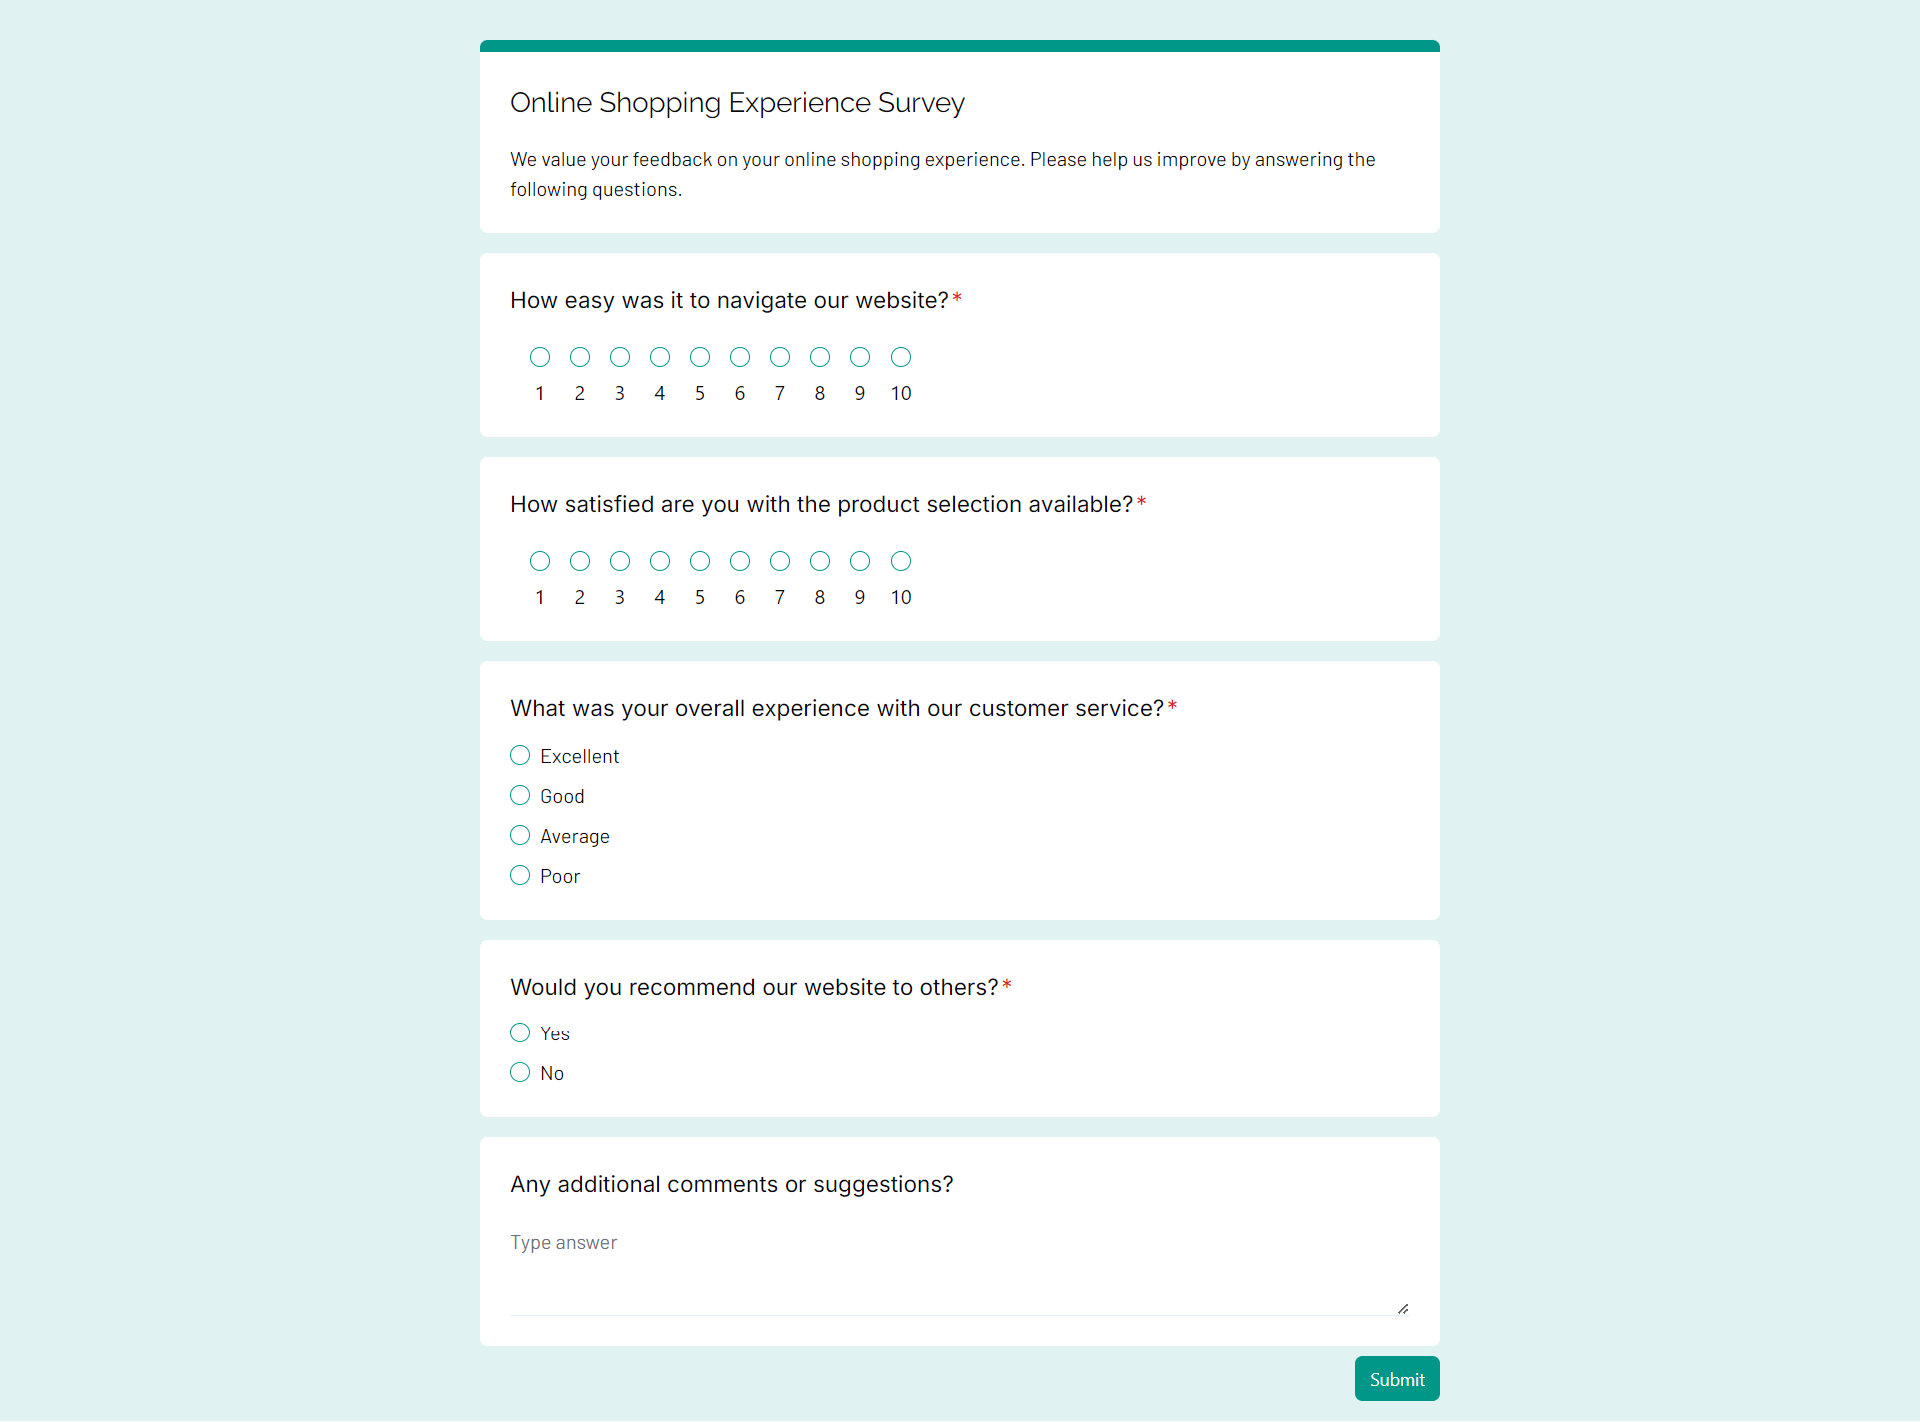 Online Shopping Experience Survey
We value your feedback on your online shopping experience. Please help us improve by answering the
following questions.
How easy was it to navigate our website?*
1 2 3 4 5 6 7 8 9 10
How satisfied are you with the product selection available?*
1 2 3 4 5 6 7 8 9 10
What was your overall experience with our customer service?*
Excellent
Good
Average
Poor
Would you recommend our website to others?*
Yes
No
Any additional comments or suggestions?
Type answer
Submit